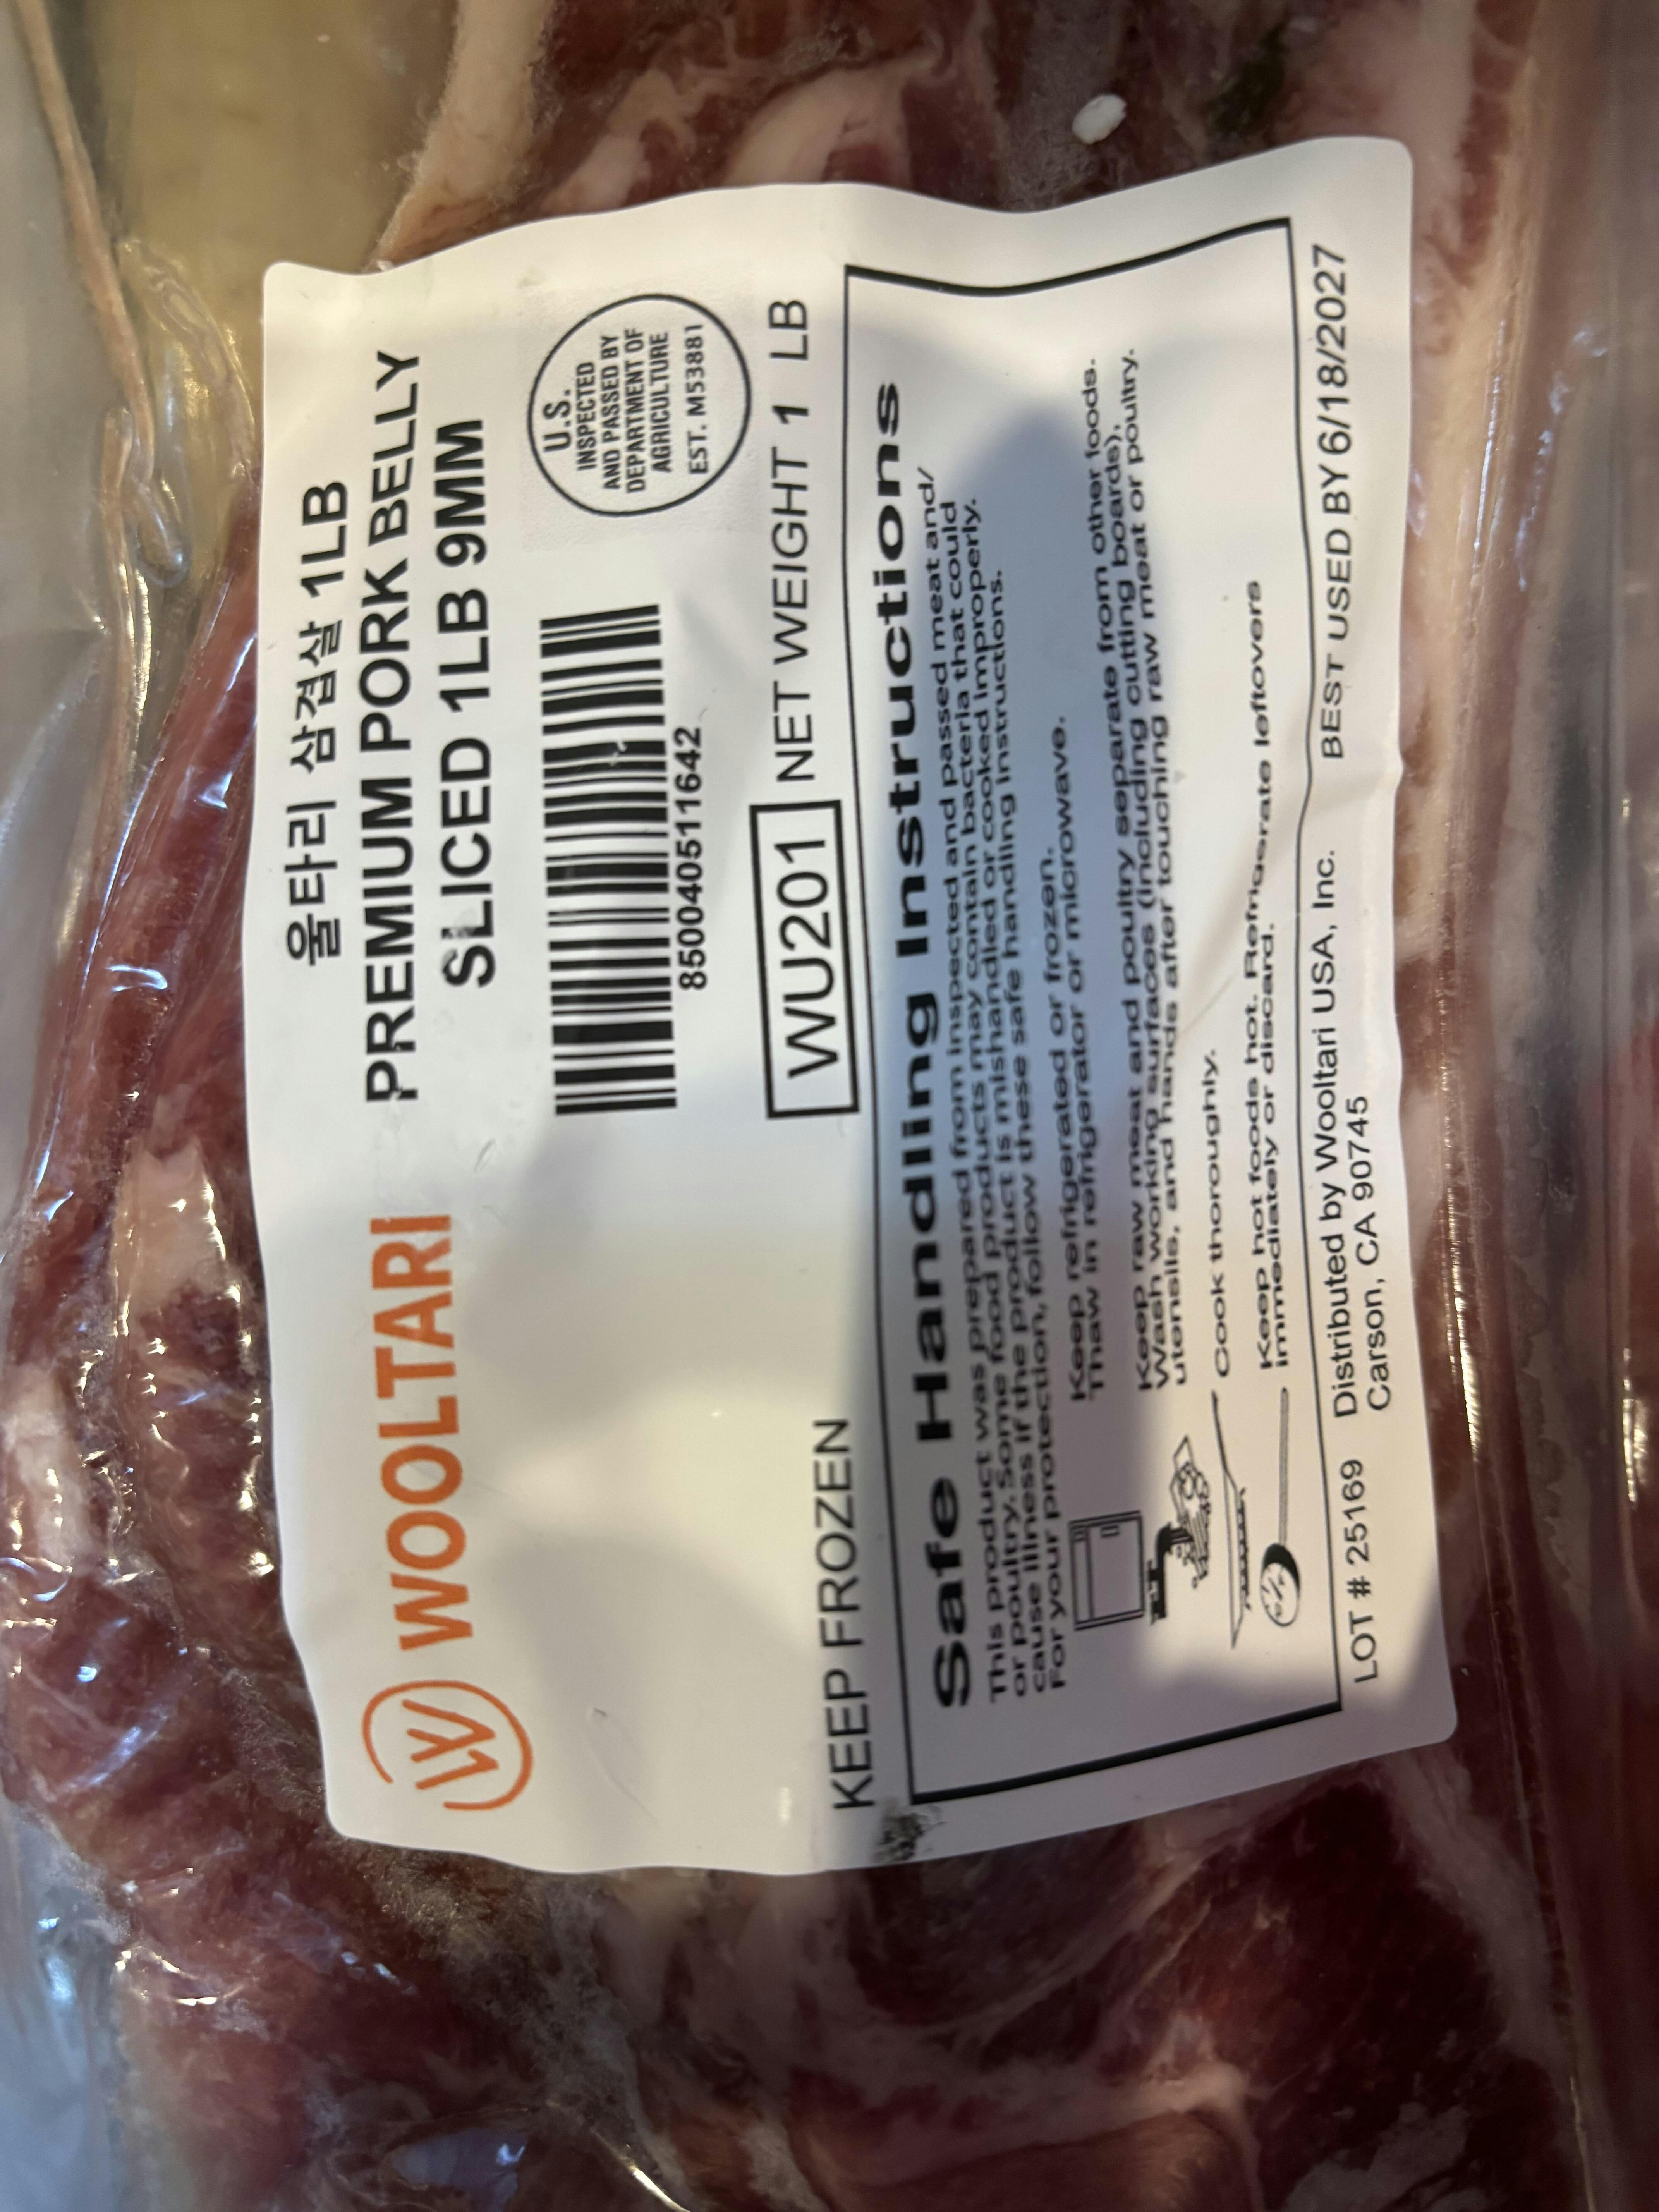 WOOLTARI
울타리 삼겹살 1LB
PREMIUM PORK BELLY
SLICED 1LB 9MM
850040511642
U.S.
INSPECTED
AND PASSED BY
DEPARTMENT OF
AGRICULTURE
EST. M53881
KEEP FROZEN
WU201
NET WEIGHT 1 LB
Safe Handling Instructions
This product was prepared from inspected and passed meat and/
or poultry. Some food products may contain bacteria that could
cause illness if the product is mishandled or cooked improperly.
For your protection, follow these safe handling instructions.
Keep refrigerated or frozen.
Thaw in refrigerator or microwave.
Keep raw meat and poultry separate from other foods.
Wash working surfaces (including cutting boards),
utensils, and hands after touching raw meat or poultry.
Cook thoroughly.
Keep hot foods hot. Refrigerate leftovers
immediately or discard.
LOT # 25169
Distributed by Wooltari USA, Inc.
Carson, CA 90745
BEST USED BY 6/18/2027